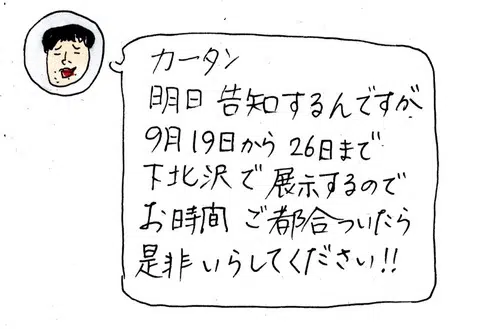 カータン
明日 告知するんですが
9月19日から 26日まで
下北沢で 展示するので
お時間 ご都合ついたら
是非いらしてください!!